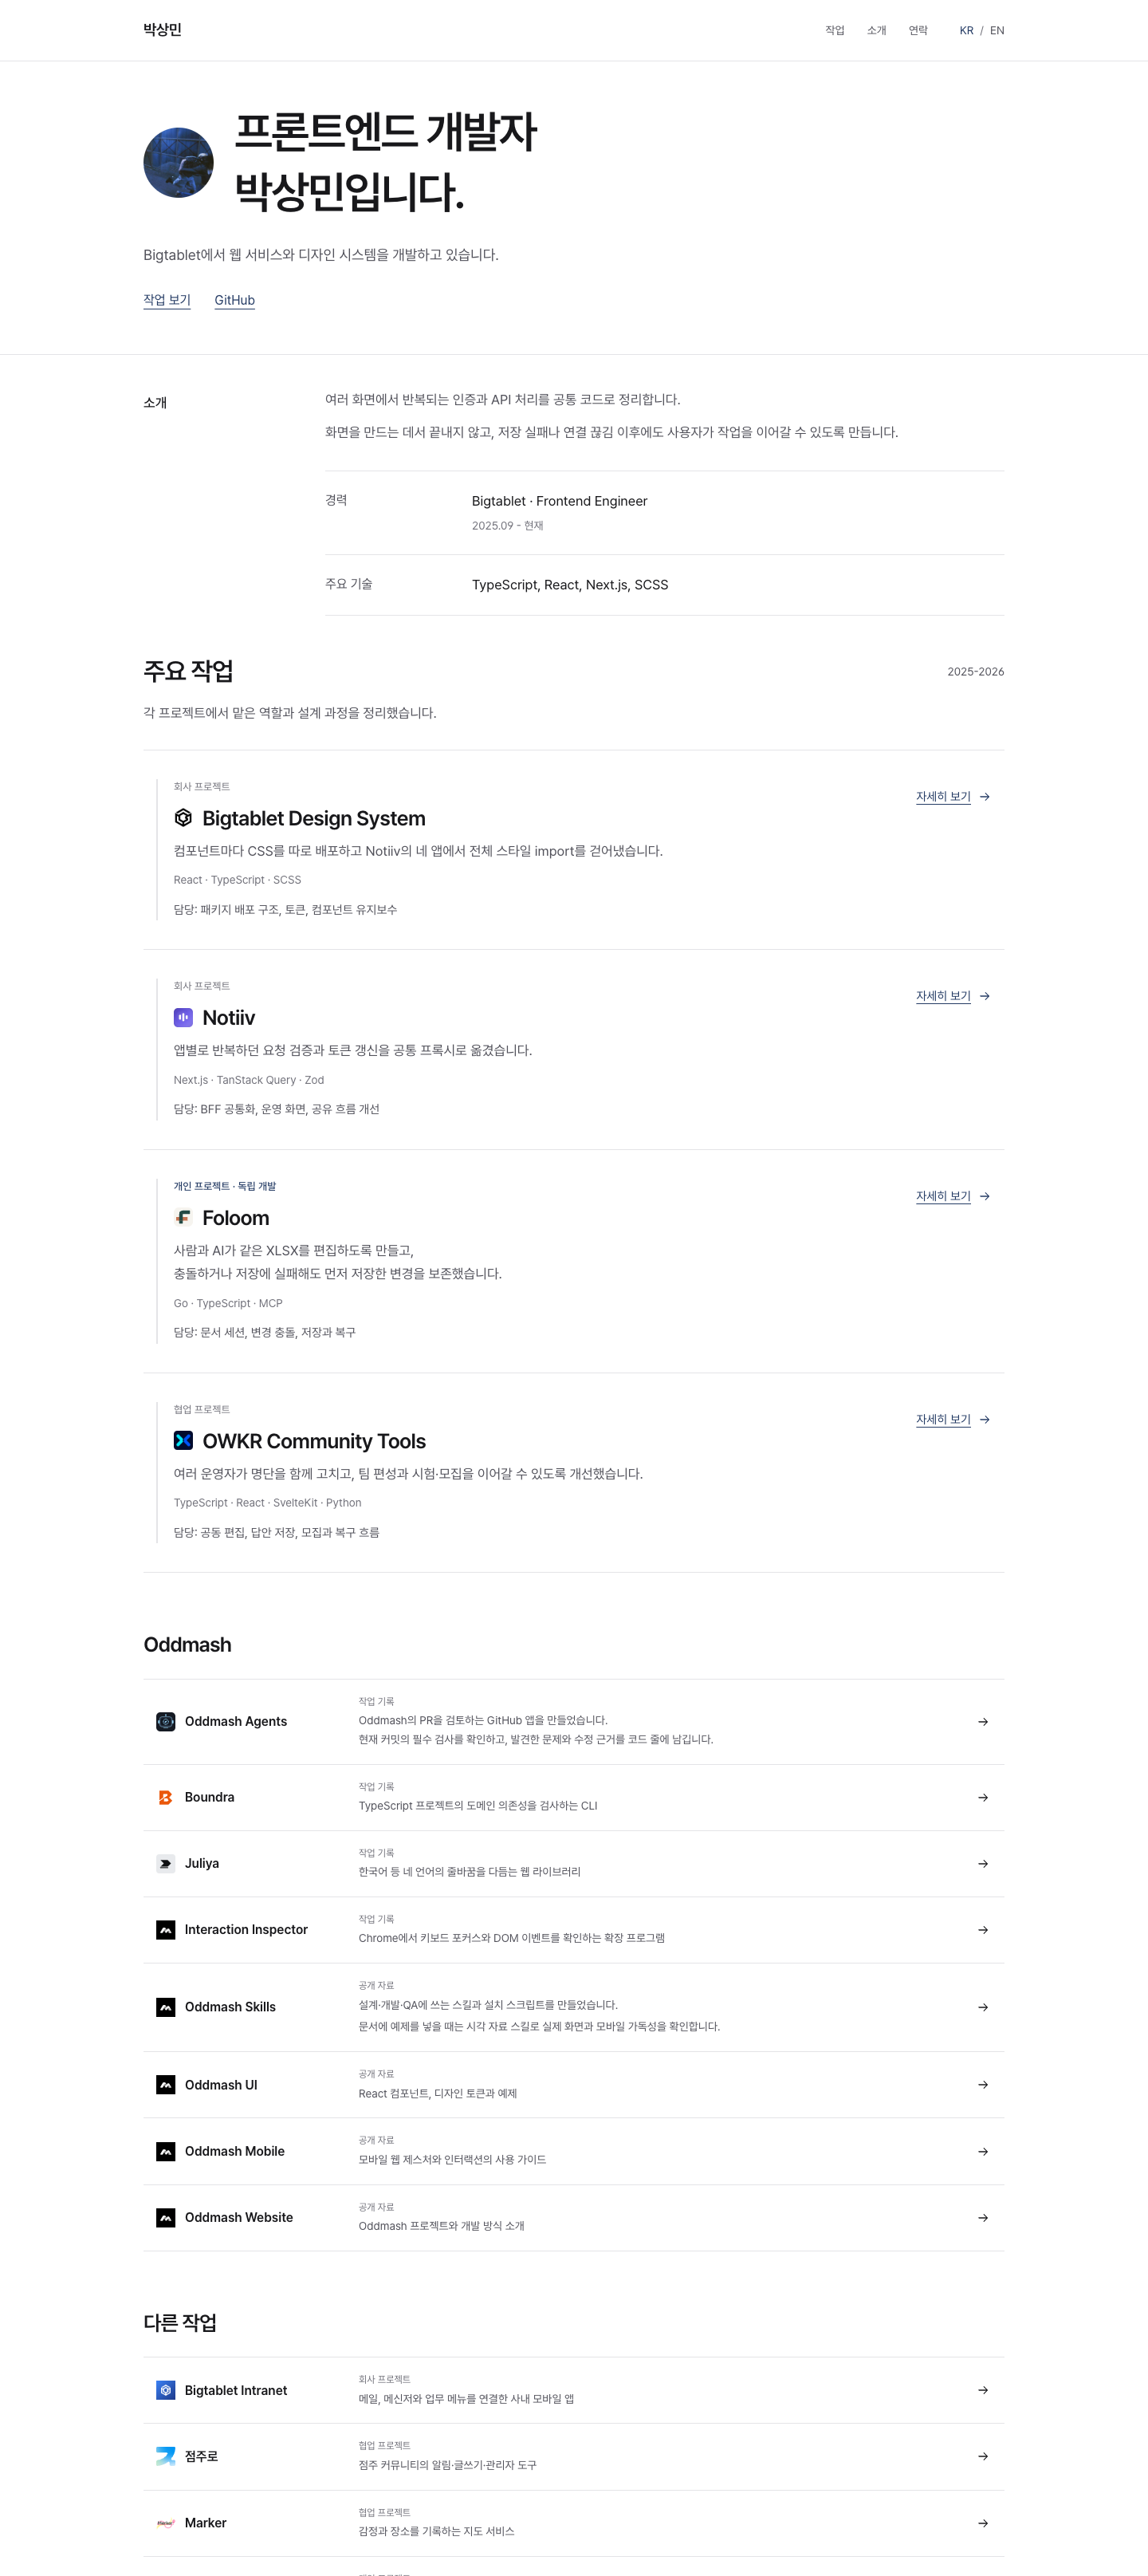 박상민
작업 소개 연락 KR / EN
프론트엔드 개발자
박상민입니다.
Bigtablet에서 웹 서비스와 디자인 시스템을 개발하고 있습니다.
작업 보기 GitHub
소개
여러 화면에서 반복되는 인증과 API 처리를 공통 코드로 정리합니다.
화면을 만드는 데서 끝내지 않고, 저장 실패나 연결 끊김 이후에도 사용자가 작업을 이어갈 수 있도록 만듭니다.
경력
Bigtablet · Frontend Engineer
2025.09 - 현재
주요 기술
TypeScript, React, Next.js, SCSS
주요 작업
2025-2026
각 프로젝트에서 맡은 역할과 설계 과정을 정리했습니다.
회사 프로젝트
자세히 보기 →
Bigtablet Design System
컴포넌트마다 CSS를 따로 배포하고 Notiiv의 네 앱에서 전체 스타일 import를 걷어냈습니다.
React · TypeScript · SCSS
담당: 패키지 배포 구조, 토큰, 컴포넌트 유지보수
회사 프로젝트
자세히 보기 →
Notiiv
앱별로 반복하던 요청 검증과 토큰 갱신을 공통 프록시로 옮겼습니다.
Next.js · TanStack Query · Zod
담당: BFF 공통화, 운영 화면, 공유 흐름 개선
개인 프로젝트 · 독립 개발
자세히 보기 →
Foloom
사람과 AI가 같은 XLSX를 편집하도록 만들고,
충돌하거나 저장에 실패해도 먼저 저장한 변경을 보존했습니다.
Go · TypeScript · MCP
담당: 문서 세션, 변경 충돌, 저장과 복구
협업 프로젝트
자세히 보기 →
OWKR Community Tools
여러 운영자가 명단을 함께 고치고, 팀 편성과 시험·모집을 이어갈 수 있도록 개선했습니다.
TypeScript · React · SvelteKit · Python
담당: 공동 편집, 답안 저장, 모집과 복구 흐름
Oddmash
Oddmash Agents
작업 기록
Oddmash의 PR을 검토하는 GitHub 앱을 만들었습니다.
현재 커밋의 필수 검사를 확인하고, 발견한 문제와 수정 근거를 코드 줄에 남깁니다.
→
Boundra
작업 기록
TypeScript 프로젝트의 도메인 의존성을 검사하는 CLI
→
Juliya
작업 기록
한국어 등 네 언어의 줄바꿈을 다듬는 웹 라이브러리
→
Interaction Inspector
작업 기록
Chrome에서 키보드 포커스와 DOM 이벤트를 확인하는 확장 프로그램
→
Oddmash Skills
공개 자료
설계·개발·QA에 쓰는 스킬과 설치 스크립트를 만들었습니다.
문서에 예제를 넣을 때는 시각 자료 스킬로 실제 화면과 모바일 가독성을 확인합니다.
→
Oddmash UI
공개 자료
React 컴포넌트, 디자인 토큰과 예제
→
Oddmash Mobile
공개 자료
모바일 웹 제스처와 인터랙션의 사용 가이드
→
Oddmash Website
공개 자료
Oddmash 프로젝트와 개발 방식 소개
→
다른 작업
Bigtablet Intranet
회사 프로젝트
메일, 메신저와 업무 메뉴를 연결한 사내 모바일 앱
→
점주로
협업 프로젝트
점주 커뮤니티의 알림·글쓰기·관리자 도구
→
Marker
협업 프로젝트
감정과 장소를 기록하는 지도 서비스
→